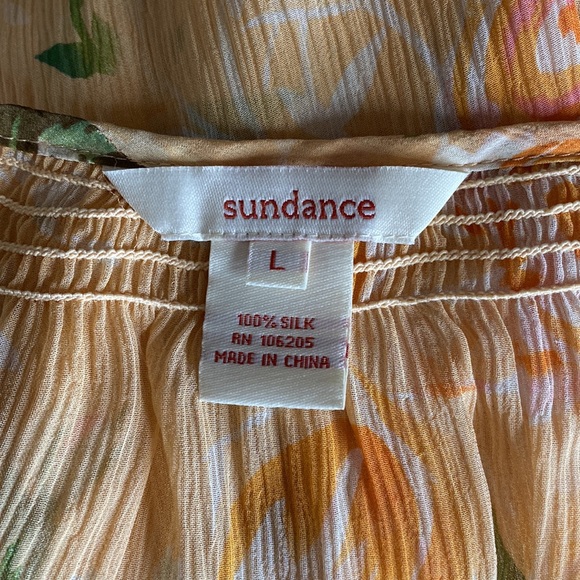 sundance
L
100% SILK
RN 106205
MADE IN CHINA